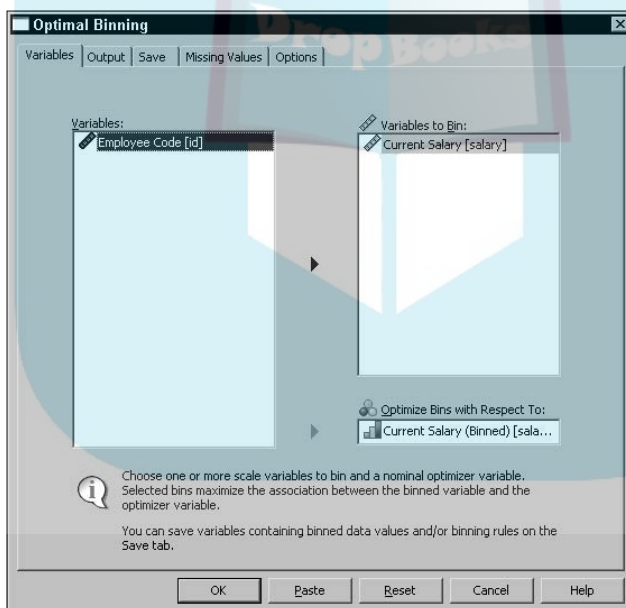 Optimal Binning
Drop Books
Variables Output Save Missing Values Options
Variables:
Employee Code [id]
Variables to Bin:
Current Salary [salary]
Optimize Bins with Respect To:
Current Salary (Binned) [sala...
Choose one or more scale variables to bin and a nominal optimizer variable.
Selected bins maximize the association between the binned variable and the
optimizer variable.
You can save variables containing binned data values and/or binning rules on the
Save tab.
OK Paste Reset Cancel Help